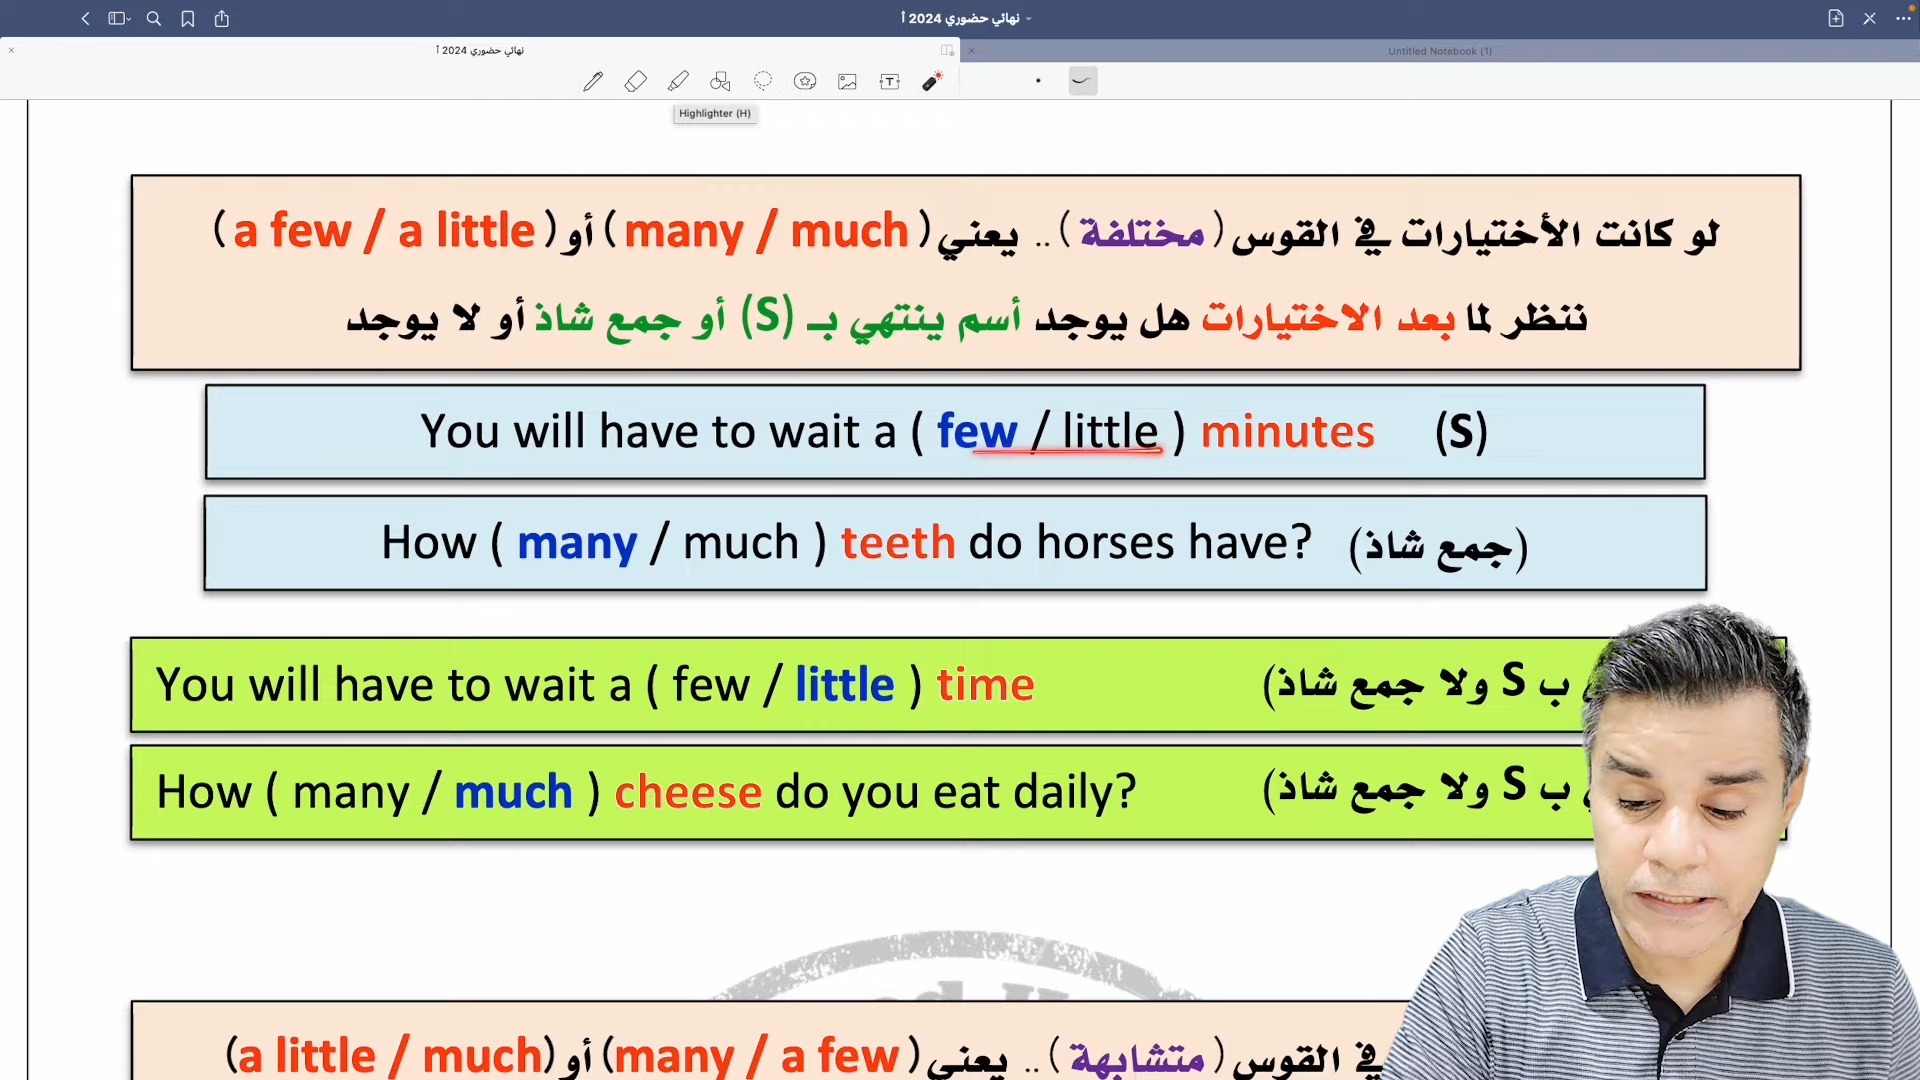 نهائي حضوري 2024 أ
نهائي حضوري 2024 أ
Untitled Notebook (1)
Highlighter (H)
لو كانت الأختيارات في القوس (مختلفة) .. يعني (many / much) أو (a few / a little)
ننظر لما بعد الاختيارات هل يوجد أسم ينتهي بـ (S) أو جمع شاذ أو لا يوجد
You will have to wait a ( few / little ) minutes (S)
How ( many / much ) teeth do horses have? (جمع شاذ)
You will have to wait a ( few / little ) time ب S ولا جمع شاذ)
How ( many / much ) cheese do you eat daily? ب S ولا جمع شاذ)
في القوس (متشابهة) .. يعني (many / a few) أو (a little / much)